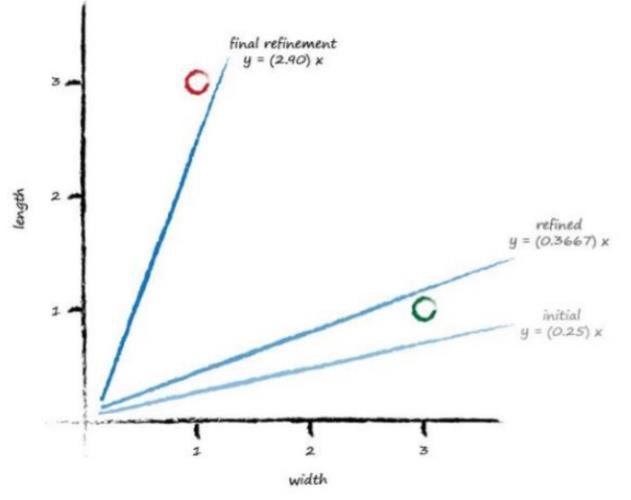 final refinement
y = (2.90) x
3
2
length
refined
y = (0.3667) x
1
initial
y = (0.25) x
1
2
3
width